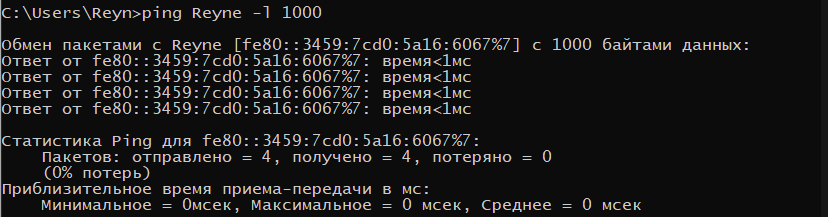 C:\Users\Reyn>ping Reyne -l 1000
Обмен пакетами с Reyne [fe80::3459:7cd0:5a16:6067%7] с 1000 байтами данных:
Ответ от fe80::3459:7cd0:5a16:6067%7: время<1мс
Ответ от fe80::3459:7cd0:5a16:6067%7: время<1мс
Ответ от fe80::3459:7cd0:5a16:6067%7: время<1мс
Ответ от fe80::3459:7cd0:5a16:6067%7: время<1мс
Статистика Ping для fe80::3459:7cd0:5a16:6067%7:
    Пакетов: отправлено = 4, получено = 4, потеряно = 0
    (0% потерь)
Приблизительное время приема-передачи в мс:
    Минимальное = 0мсек, Максимальное = 0 мсек, Среднее = 0 мсек